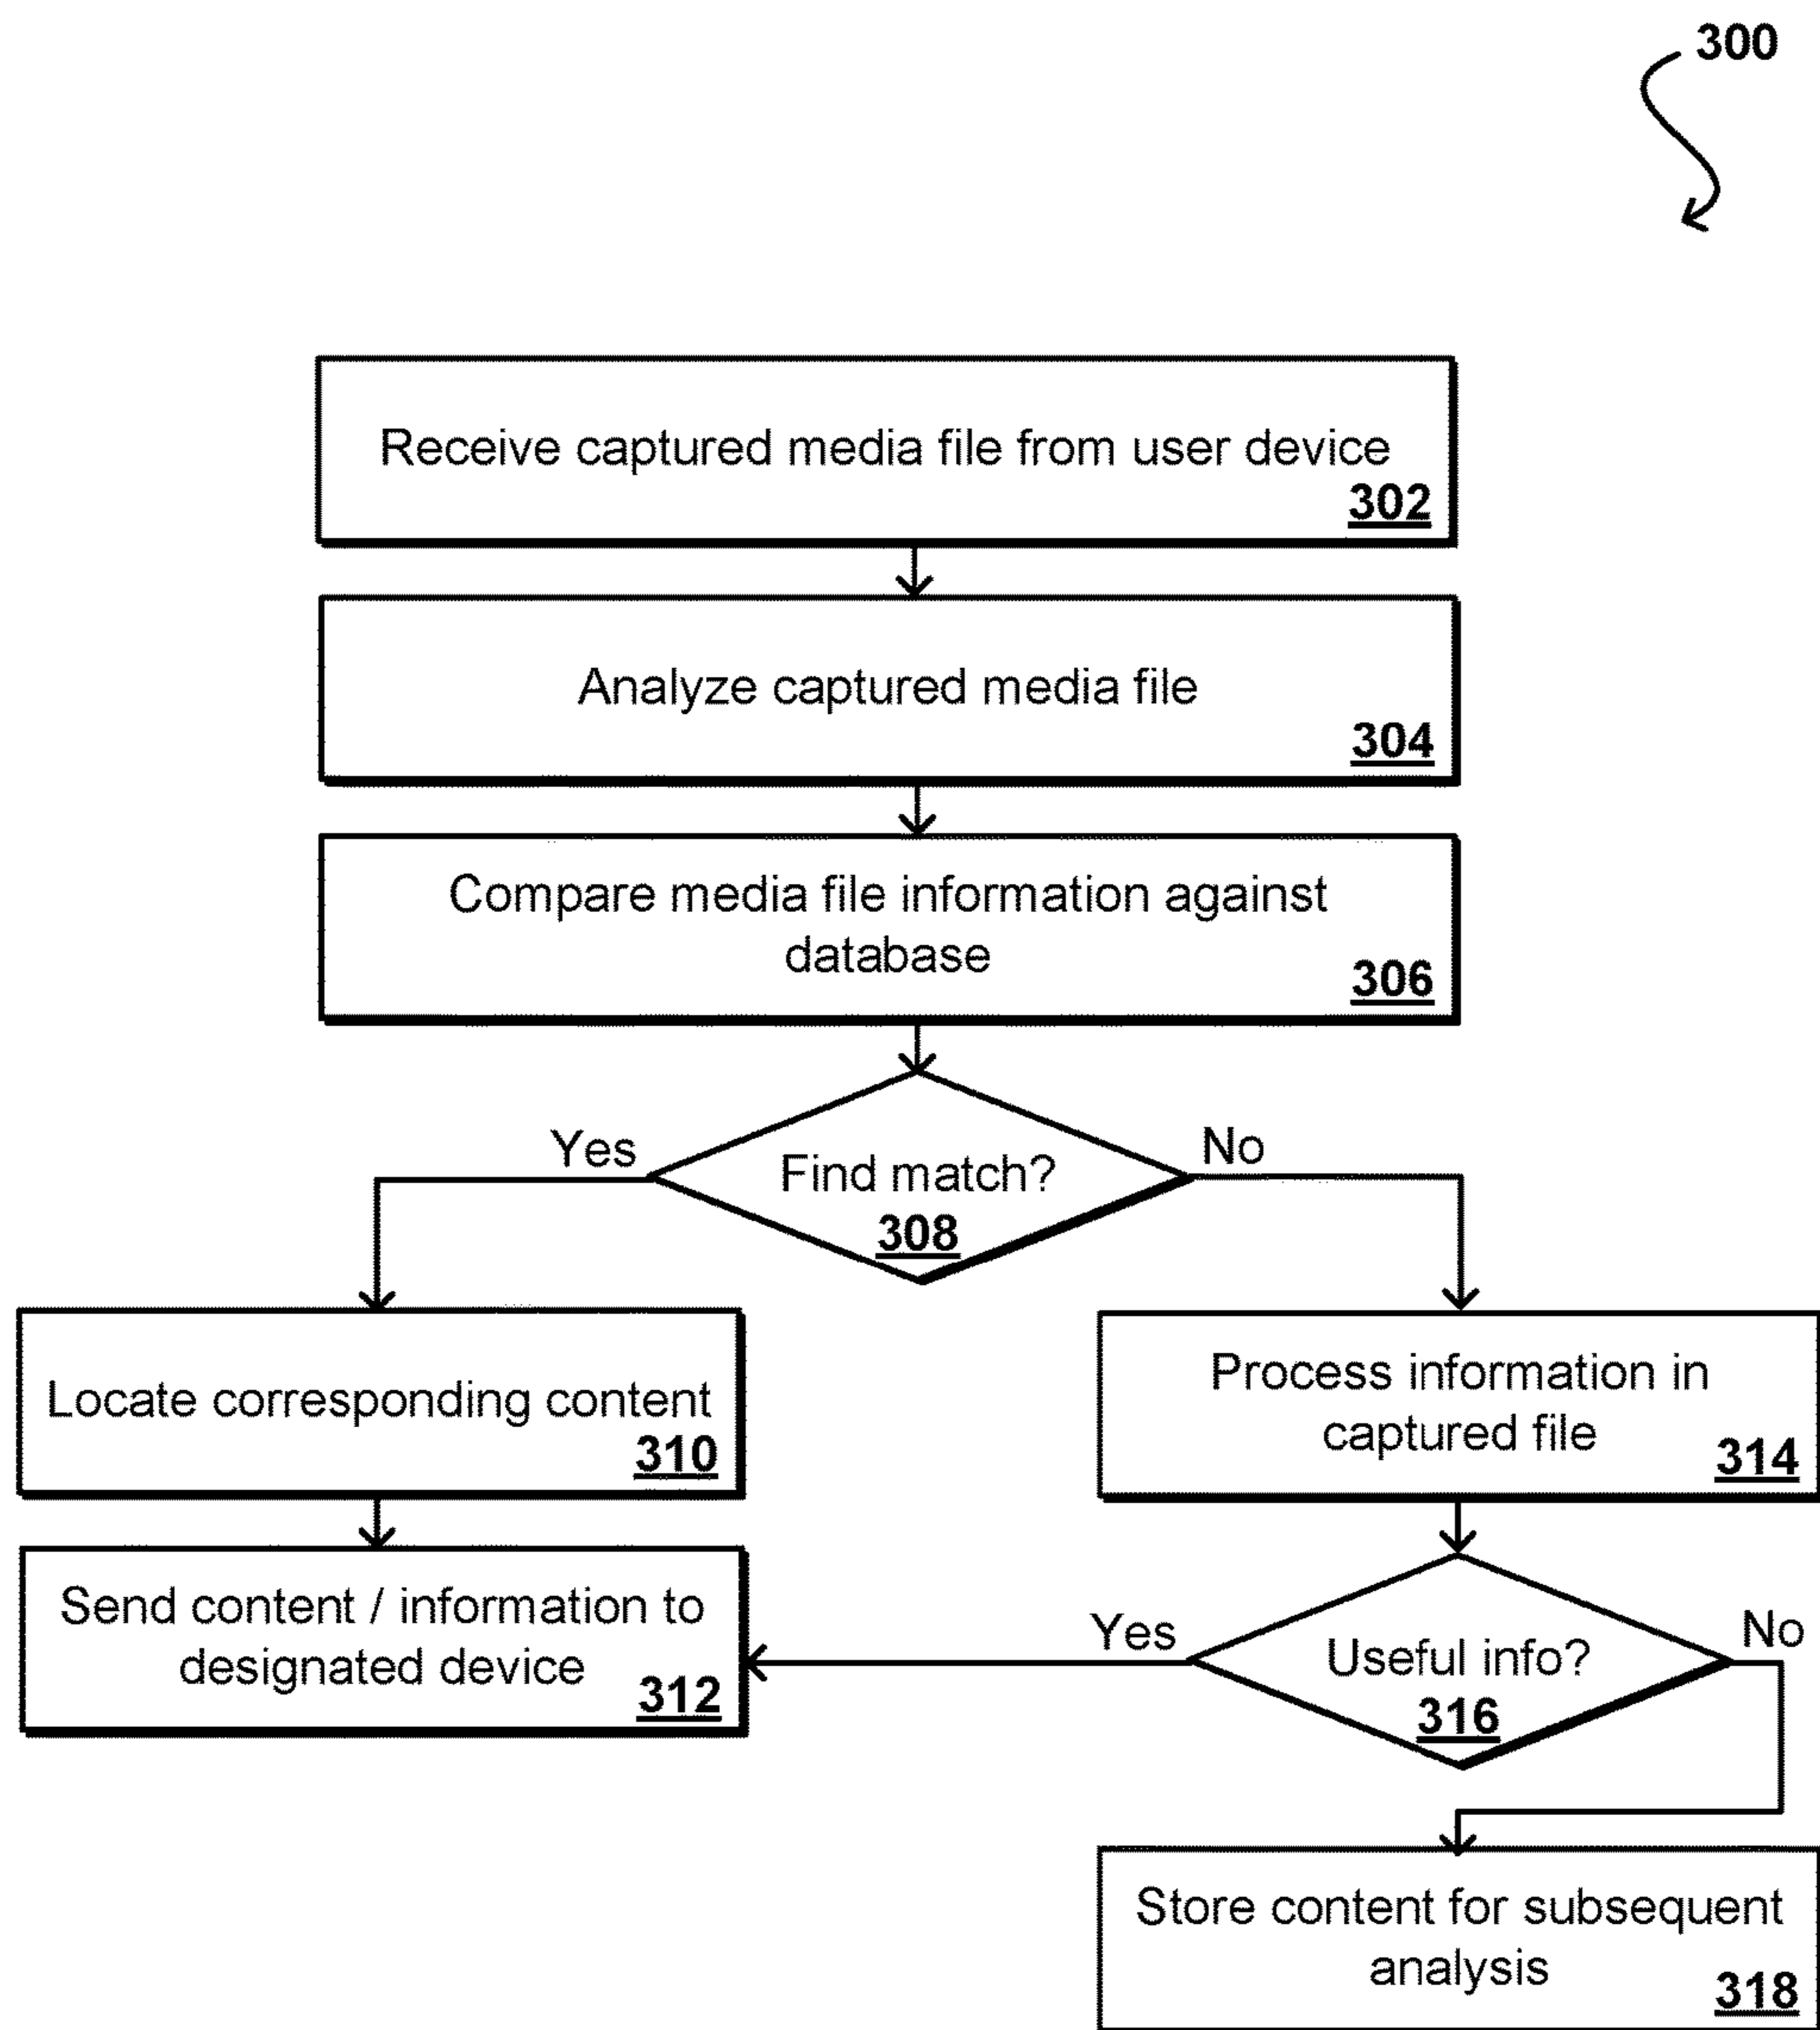 300
Receive captured media file from user device
302
Analyze captured media file
304
Compare media file information against
database
306
Yes
No
Find match?
308
Locate corresponding content
310
Process information in
captured file
314
Send content / information to
designated device
312
Yes
No
Useful info?
316
Store content for subsequent
analysis
318